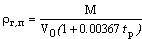 ρг,п = M / V₀(1 + 0.00367 tр)